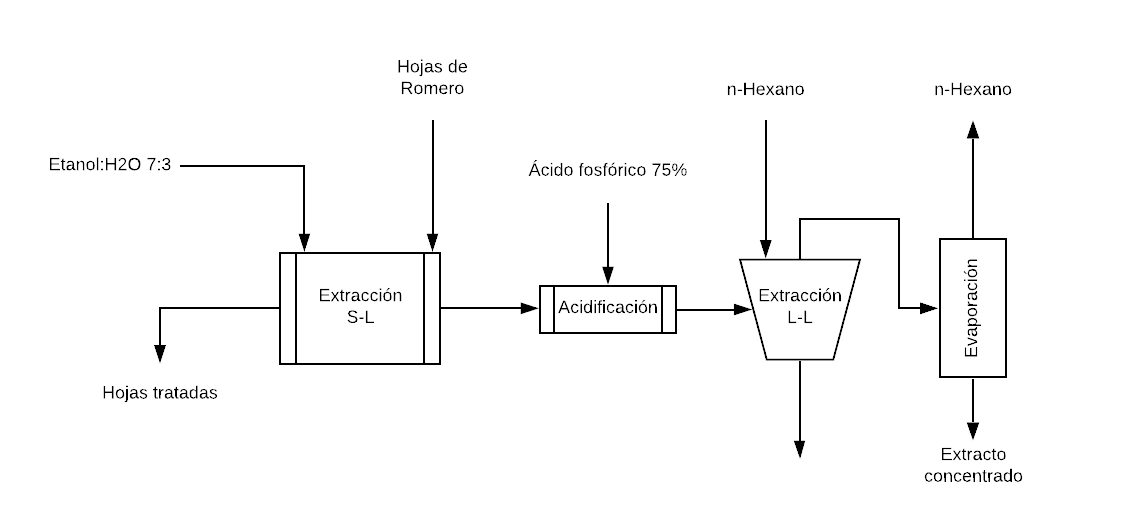 Hojas de
Romero
n-Hexano
n-Hexano
Etanol:H2O 7:3
Ácido fosfórico 75%
Extracción
S-L
Acidificación
Extracción
L-L
Evaporación
Hojas tratadas
Extracto
concentrado